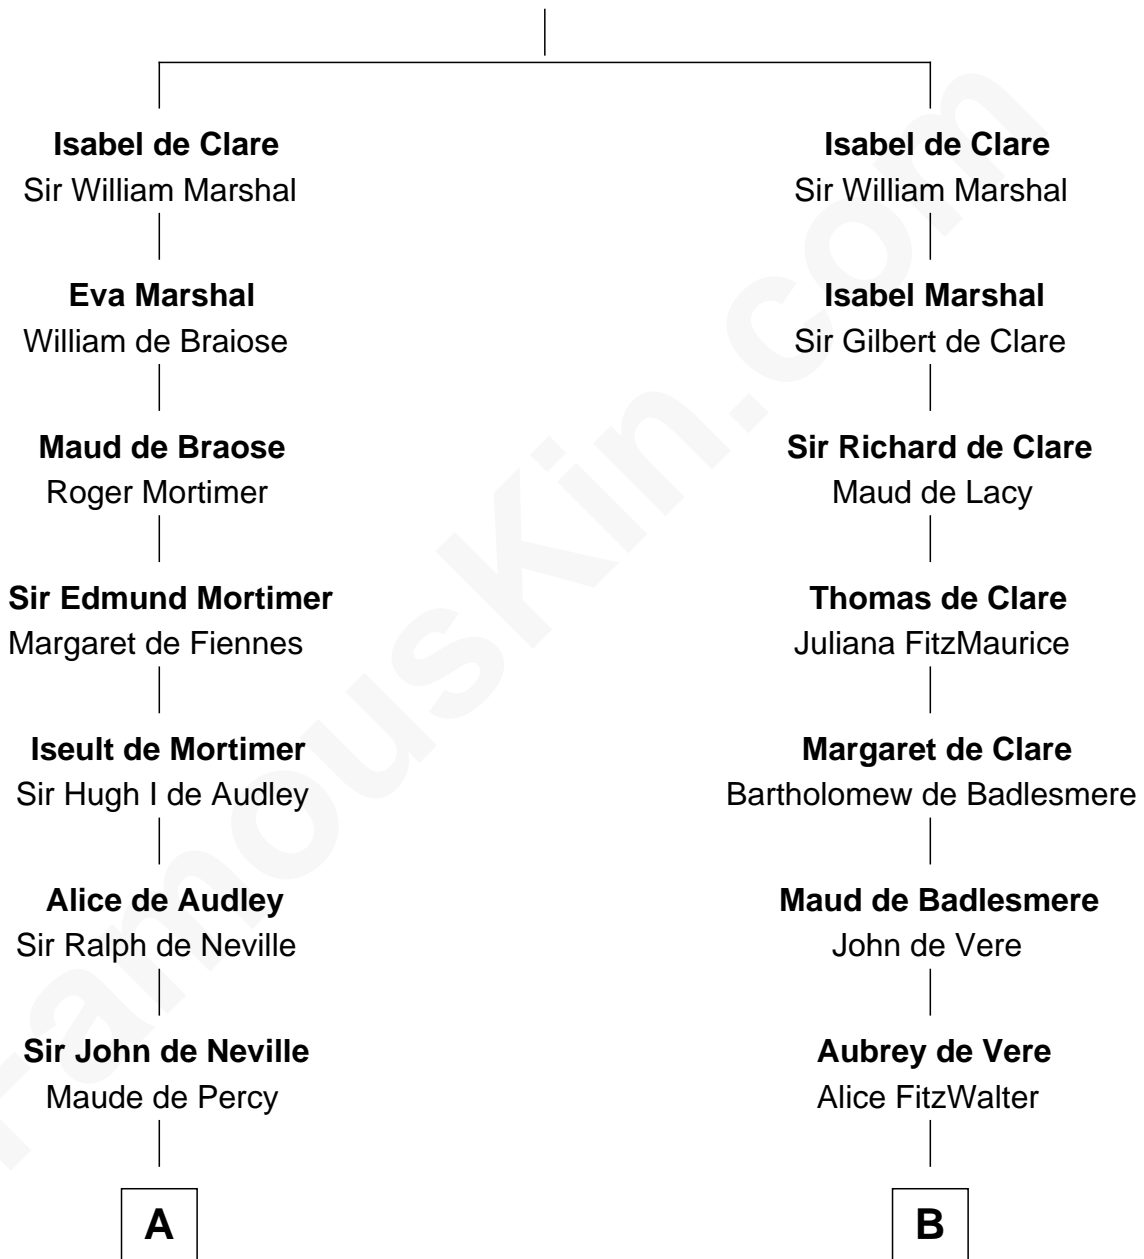 Isabel de Clare
Sir William Marshal
Eva Marshal
William de Braiose
Maud de Braose
Roger Mortimer
Sir Edmund Mortimer
Margaret de Fiennes
Iseult de Mortimer
Sir Hugh I de Audley
Alice de Audley
Sir Ralph de Neville
Sir John de Neville
Maude de Percy
A
Isabel de Clare
Sir William Marshal
Isabel Marshal
Sir Gilbert de Clare
Sir Richard de Clare
Maud de Lacy
Thomas de Clare
Juliana FitzMaurice
Margaret de Clare
Bartholomew de Badlesmere
Maud de Badlesmere
John de Vere
Aubrey de Vere
Alice FitzWalter
B
FamousKin.com